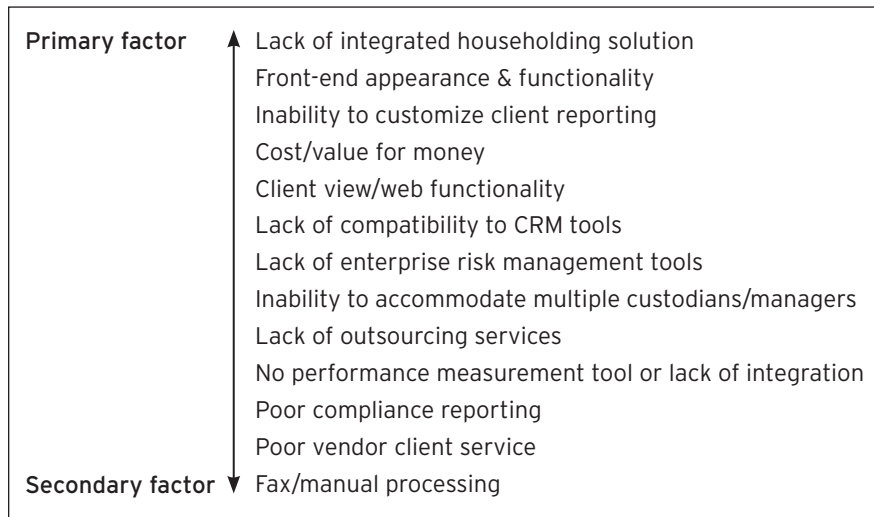 Primary factor Lack of integrated householding solution
Front-end appearance & functionality
Inability to customize client reporting
Cost/value for money
Client view/web functionality
Lack of compatibility to CRM tools
Lack of enterprise risk management tools
Inability to accommodate multiple custodians/managers
Lack of outsourcing services
No performance measurement tool or lack of integration
Poor compliance reporting
Poor vendor client service
Secondary factor Fax/manual processing